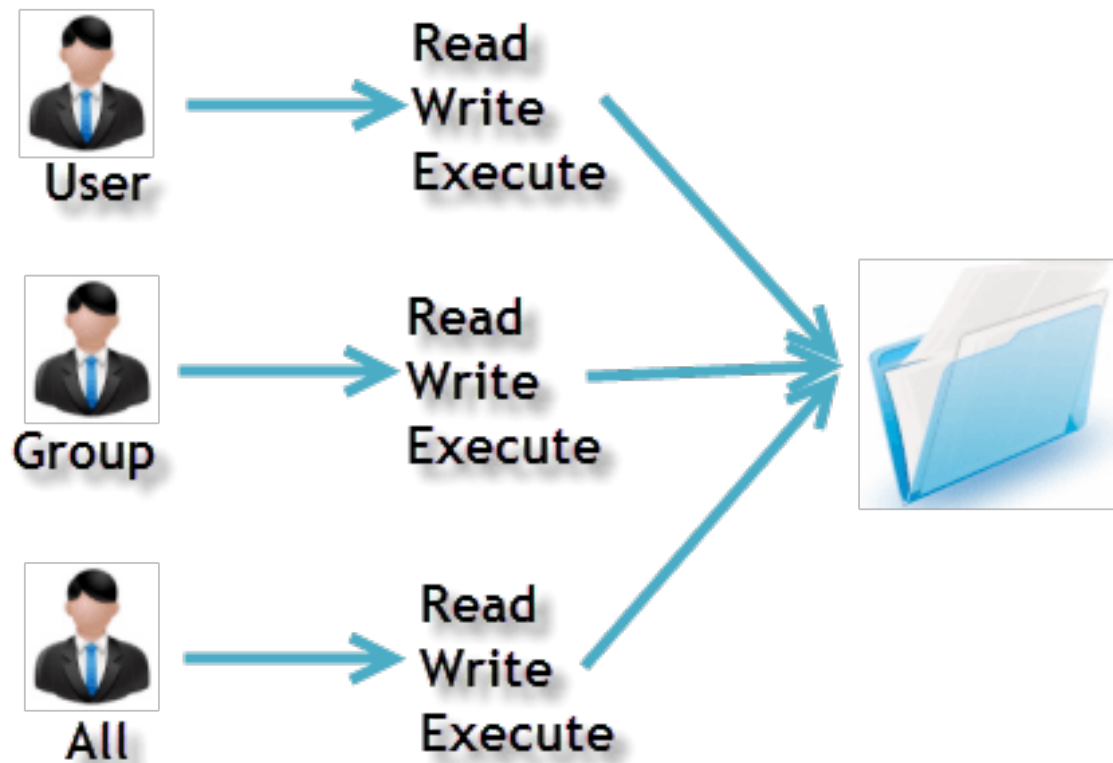 User
Read
Write
Execute
Group
Read
Write
Execute
All
Read
Write
Execute